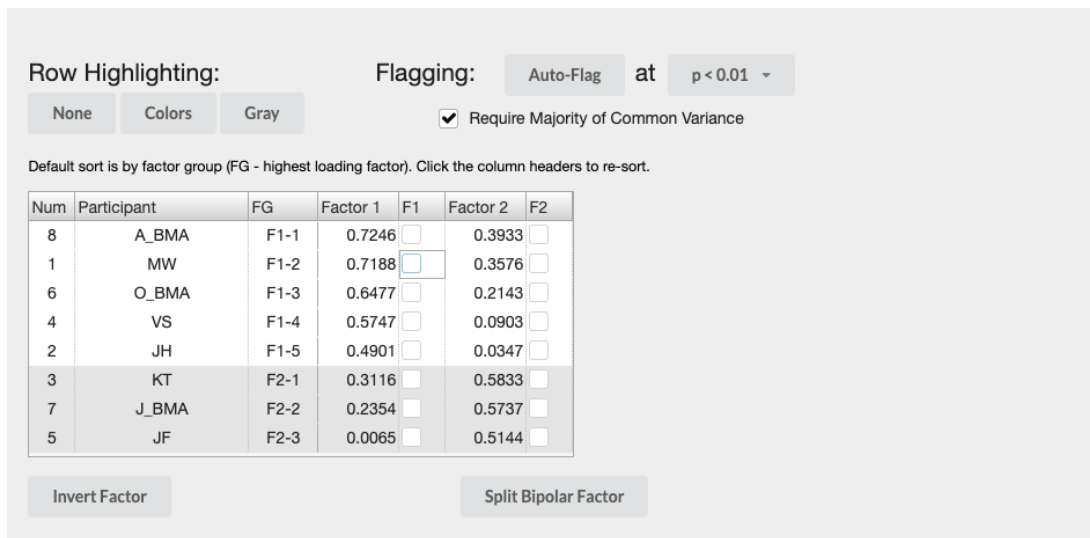 Row Highlighting: Flagging: Auto-Flag at p < 0.01
None Colors Gray Require Majority of Common Variance
Default sort is by factor group (FG - highest loading factor). Click the column headers to re-sort.
Num Participant FG Factor 1 F1 Factor 2 F2
8 A_BMA F1-1 0.7246 0.3933
1 MW F1-2 0.7188 0.3576
6 O_BMA F1-3 0.6477 0.2143
4 VS F1-4 0.5747 0.0903
2 JH F1-5 0.4901 0.0347
3 KT F2-1 0.3116 0.5833
7 J_BMA F2-2 0.2354 0.5737
5 JF F2-3 0.0065 0.5144
Invert Factor Split Bipolar Factor